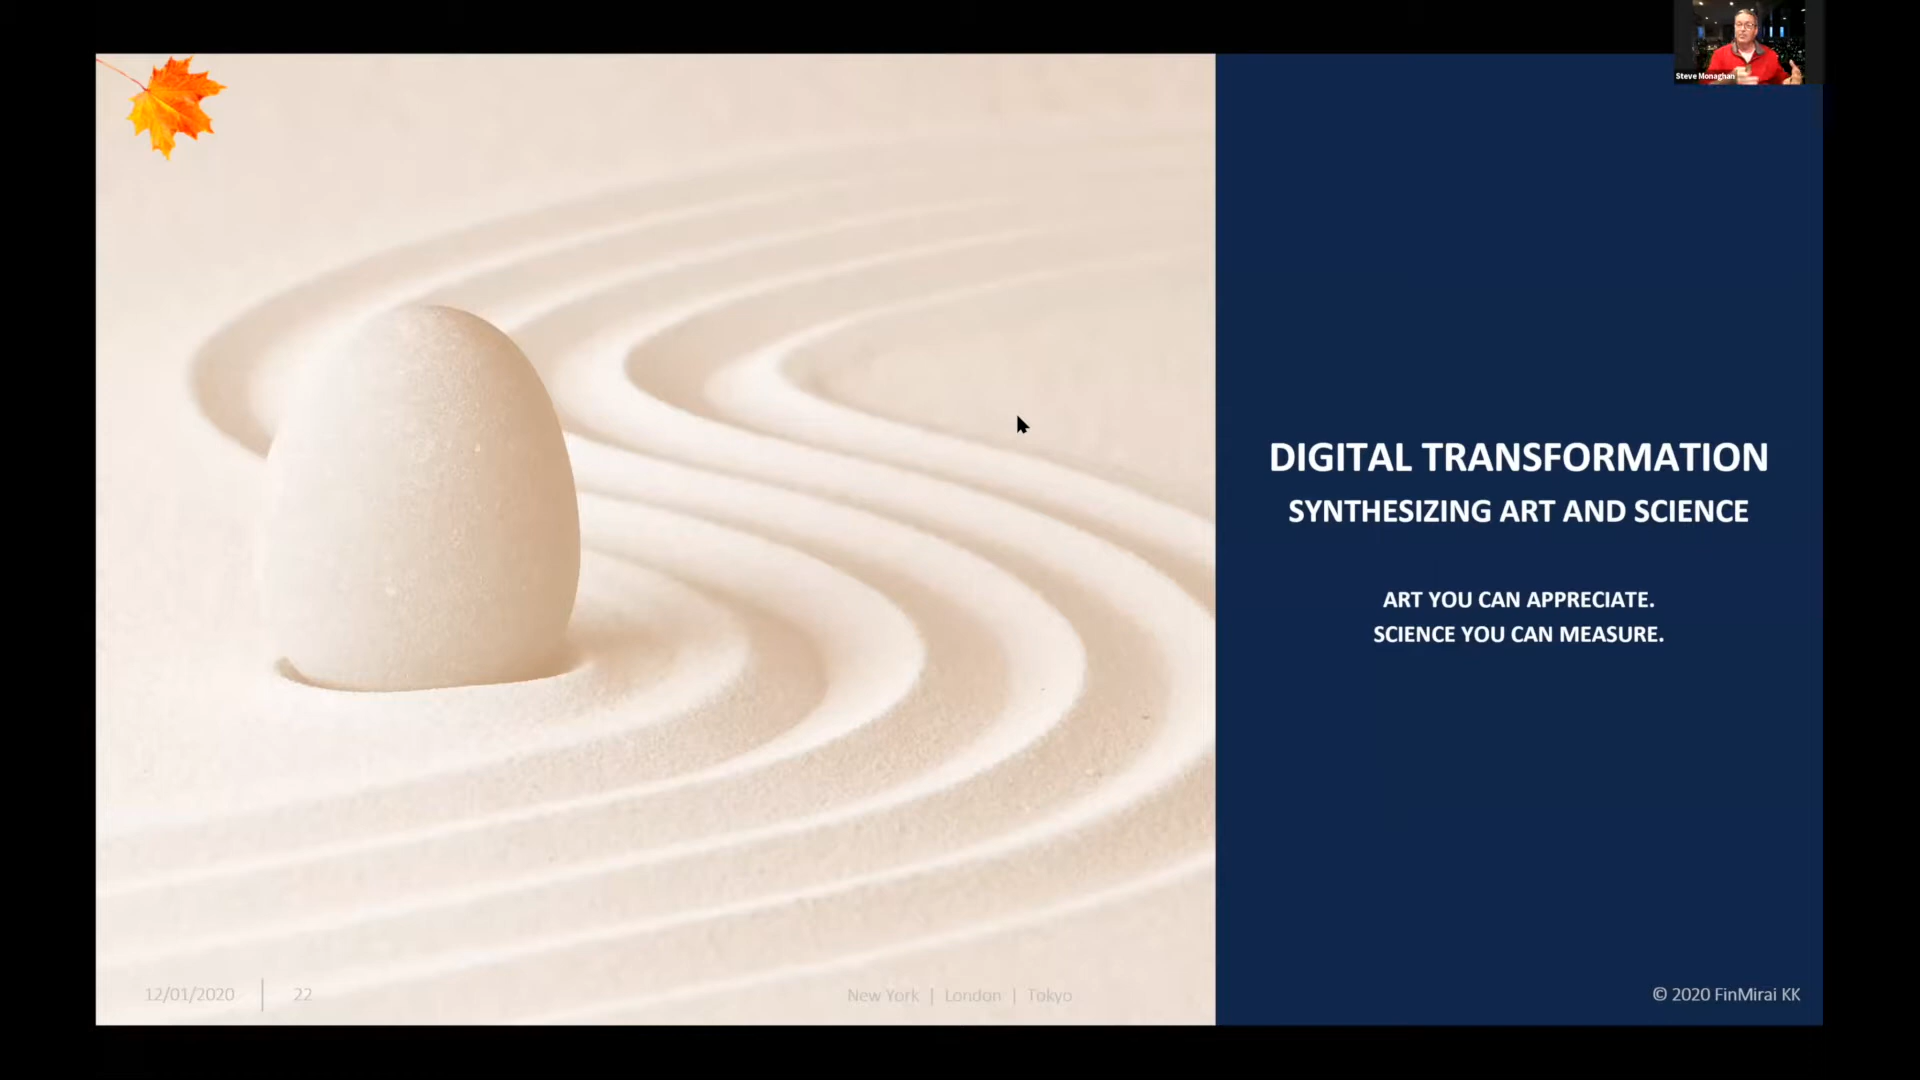 Steve Monaghan
DIGITAL TRANSFORMATION
SYNTHESIZING ART AND SCIENCE
ART YOU CAN APPRECIATE.
SCIENCE YOU CAN MEASURE.
12/01/2020 | 22
New York | London | Tokyo
© 2020 FinMirai KK